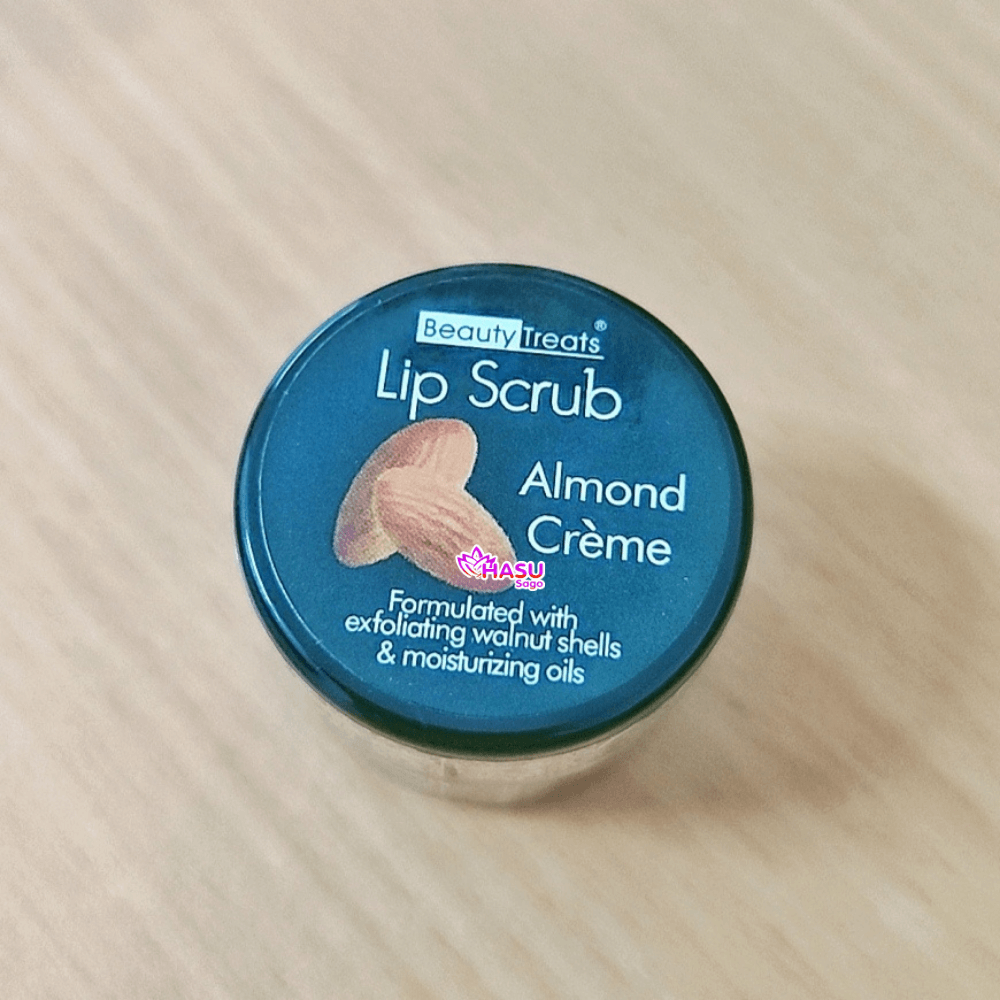 Beauty Treats®
Lip Scrub
Almond
Crème
HASU
Sago
Formulated with
exfoliating walnut shells
& moisturizing oils